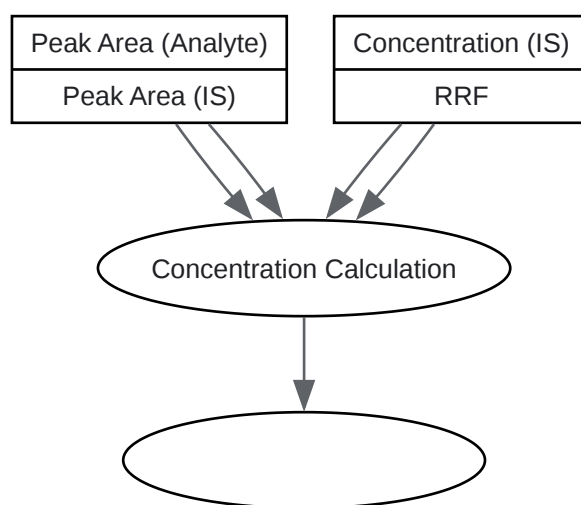 Peak Area (Analyte)
Peak Area (IS)
Concentration (IS)
RRF
Concentration Calculation